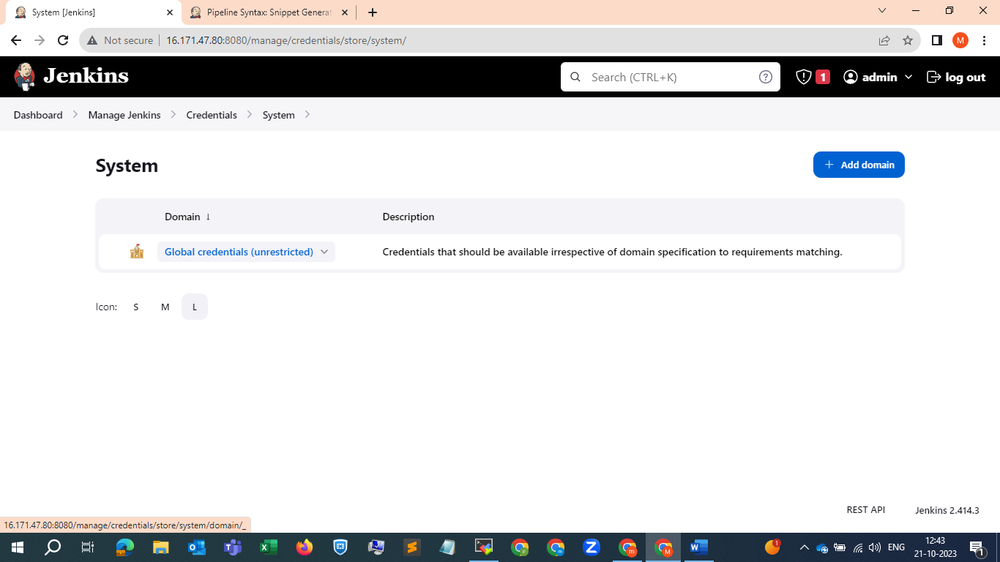 System [Jenkins]
Pipeline Syntax: Snippet Generat
Not secure
16.171.47.80:8080/manage/credentials/store/system/
M
Jenkins
Search (CTRL+K)
?
1
admin
log out
Dashboard
Manage Jenkins
Credentials
System
System
+ Add domain
Domain ↓
Description
Global credentials (unrestricted)
Credentials that should be available irrespective of domain specification to requirements matching.
Icon: S M L
REST API
Jenkins 2.414.3
16.171.47.80:8080/manage/credentials/store/system/domain/_
ENG
12:43
21-10-2023
1